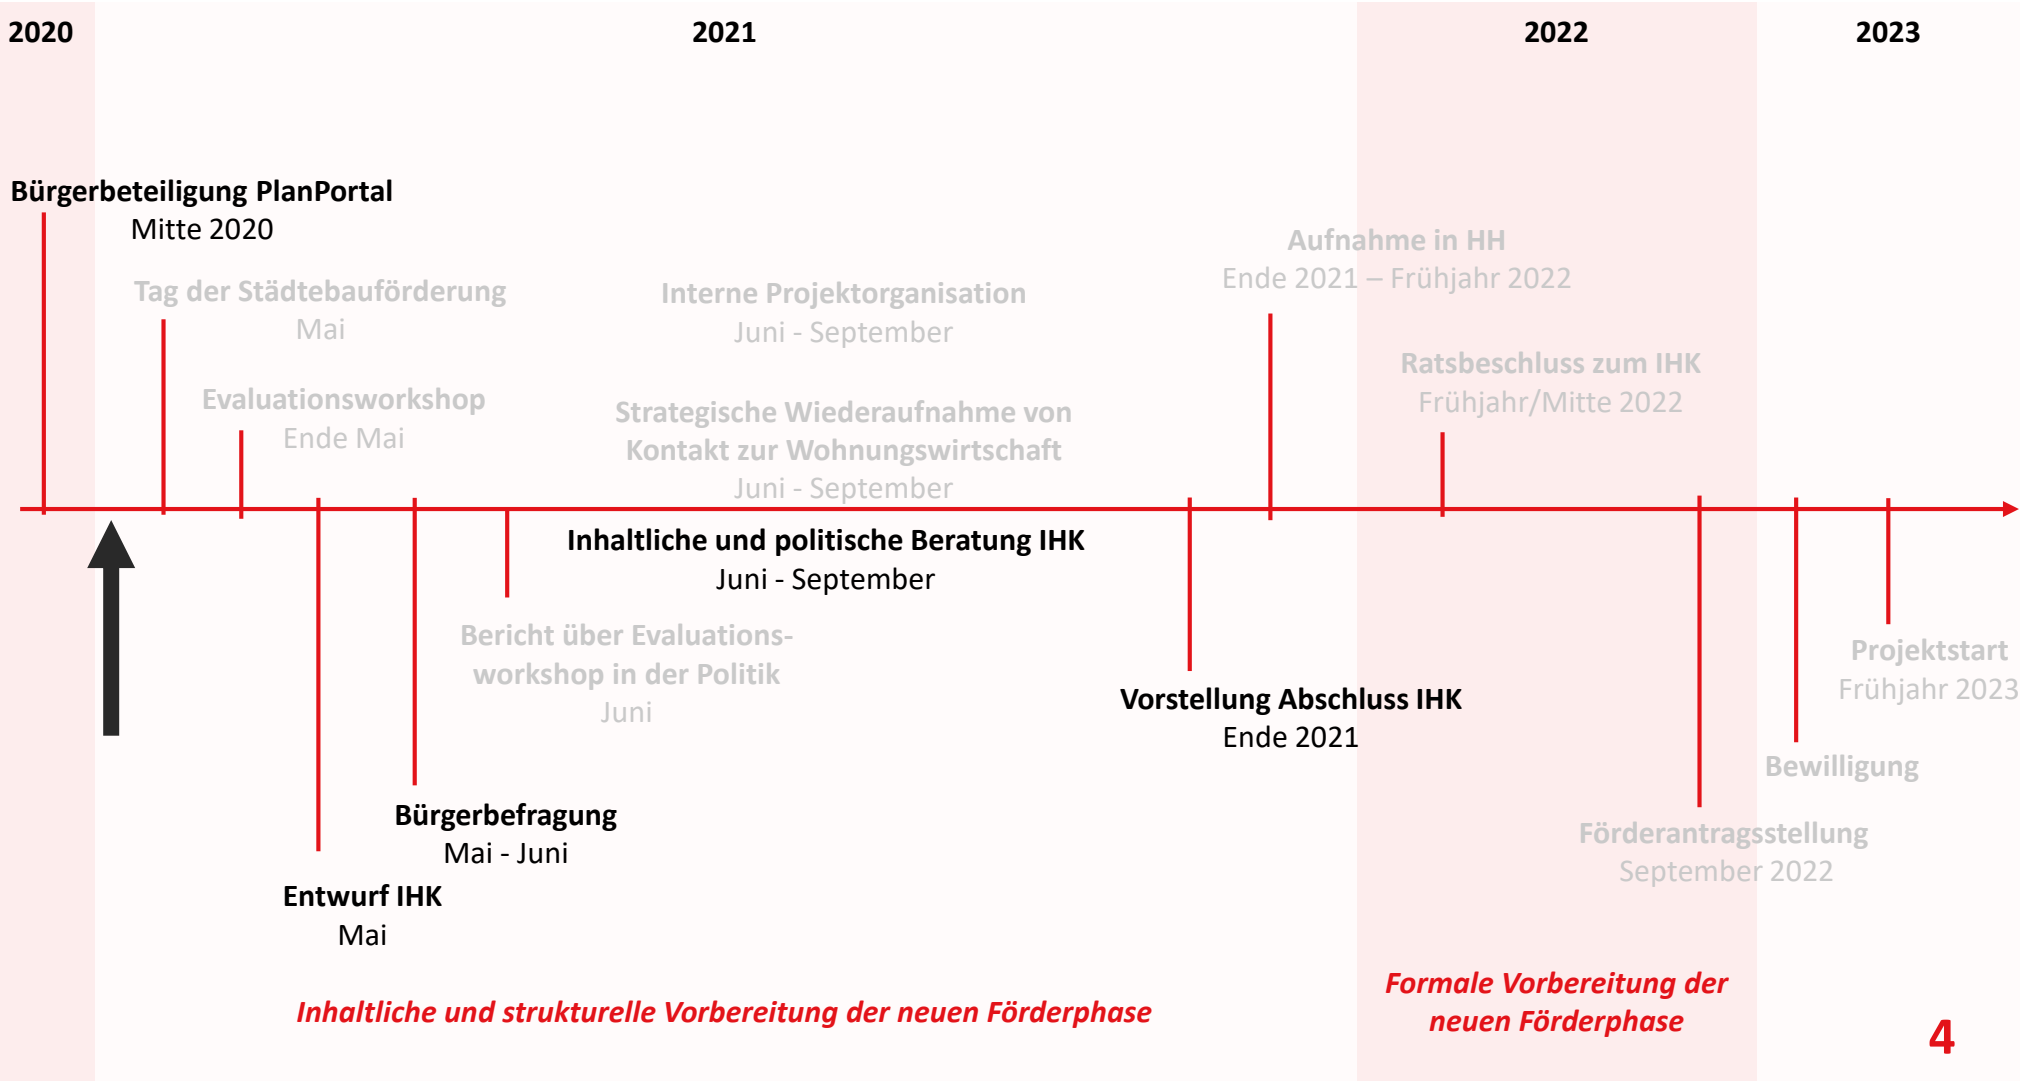 2020
2021
2022
2023
Bürgerbeteiligung PlanPortal
Mitte 2020
Tag der Städtebauförderung
Mai
Evaluationsworkshop
Ende Mai
Interne Projektorganisation
Juni - September
Strategische Wiederaufnahme von
Kontakt zur Wohnungswirtschaft
Juni - September
Aufnahme in HH
Ende 2021 – Frühjahr 2022
Ratsbeschluss zum IHK
Frühjahr/Mitte 2022
Inhaltliche und politische Beratung IHK
Juni - September
Bericht über Evaluations-
workshop in der Politik
Juni
Vorstellung Abschluss IHK
Ende 2021
Projektstart
Frühjahr 2023
Bewilligung
Bürgerbefragung
Mai - Juni
Förderantragsstellung
September 2022
Entwurf IHK
Mai
Inhaltliche und strukturelle Vorbereitung der neuen Förderphase
Formale Vorbereitung der
neuen Förderphase
4